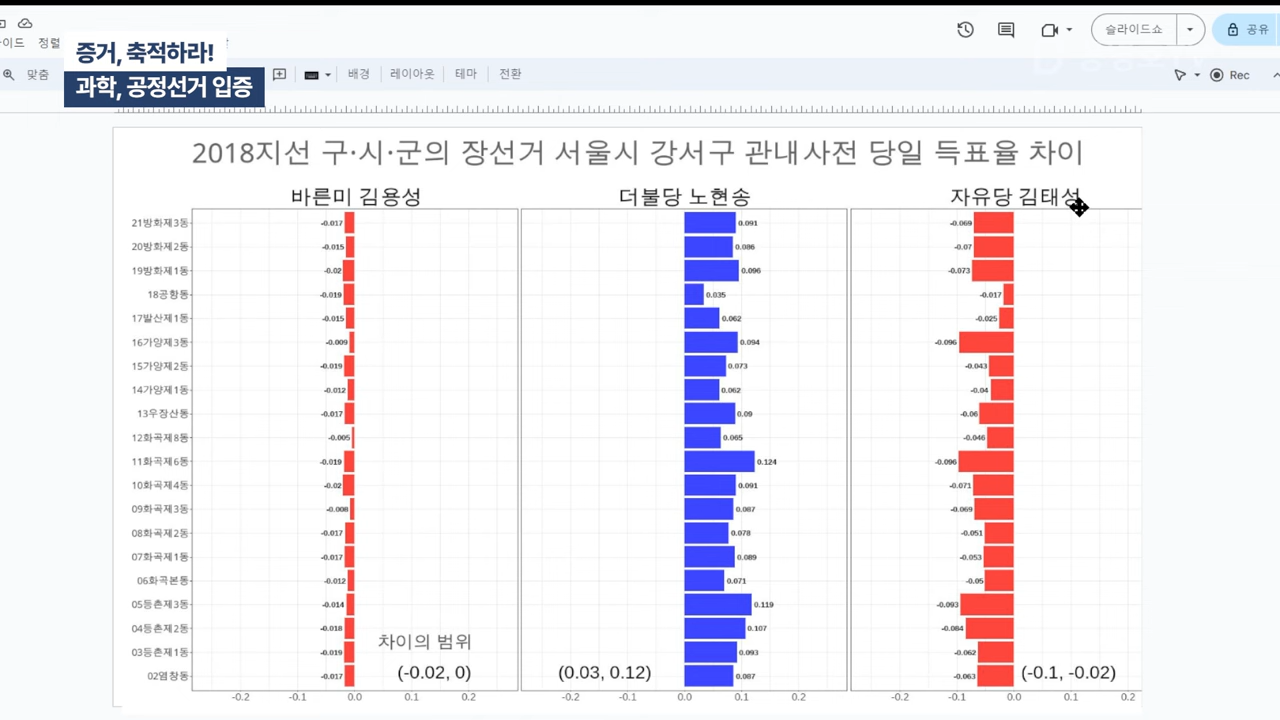 증거, 축적하라!
과학, 공정선거 입증
이드 정렬
슬라이드쇼
공유
맞춤
배경 레이아웃 테마 전환
Rec
2018지선 구·시·군의 장선거 서울시 강서구 관내사전 당일 득표율 차이
바른미 김용성 더불당 노현송 자유당 김태성
21방화제3동 -0.017 0.091 -0.069
20방화제2동 -0.015 0.086 -0.07
19방화제1동 -0.02 0.096 -0.073
18공항동 -0.019 0.035 -0.017
17발산제1동 -0.015 0.062 -0.025
16가양제3동 -0.009 0.094 -0.096
15가양제2동 -0.019 0.073 -0.043
14가양제1동 -0.012 0.062 -0.04
13우장산동 -0.017 0.09 -0.06
12화곡제8동 -0.005 0.065 -0.046
11화곡제6동 -0.019 0.124 -0.096
10화곡제4동 -0.02 0.091 -0.071
09화곡제3동 -0.008 0.087 -0.069
08화곡제2동 -0.017 0.078 -0.051
07화곡제1동 -0.017 0.089 -0.053
06화곡본동 -0.012 0.071 -0.05
05등촌제3동 -0.014 0.119 -0.093
04등촌제2동 -0.018 0.107 -0.084
차이의 범위
03등촌제1동 -0.019 0.093 -0.062
02염창동 -0.017 (-0.02, 0) (0.03, 0.12) 0.087 -0.063 (-0.1, -0.02)
-0.2 -0.1 0.0 0.1 0.2 -0.2 -0.1 0.0 0.1 0.2 -0.2 -0.1 0.0 0.1 0.2